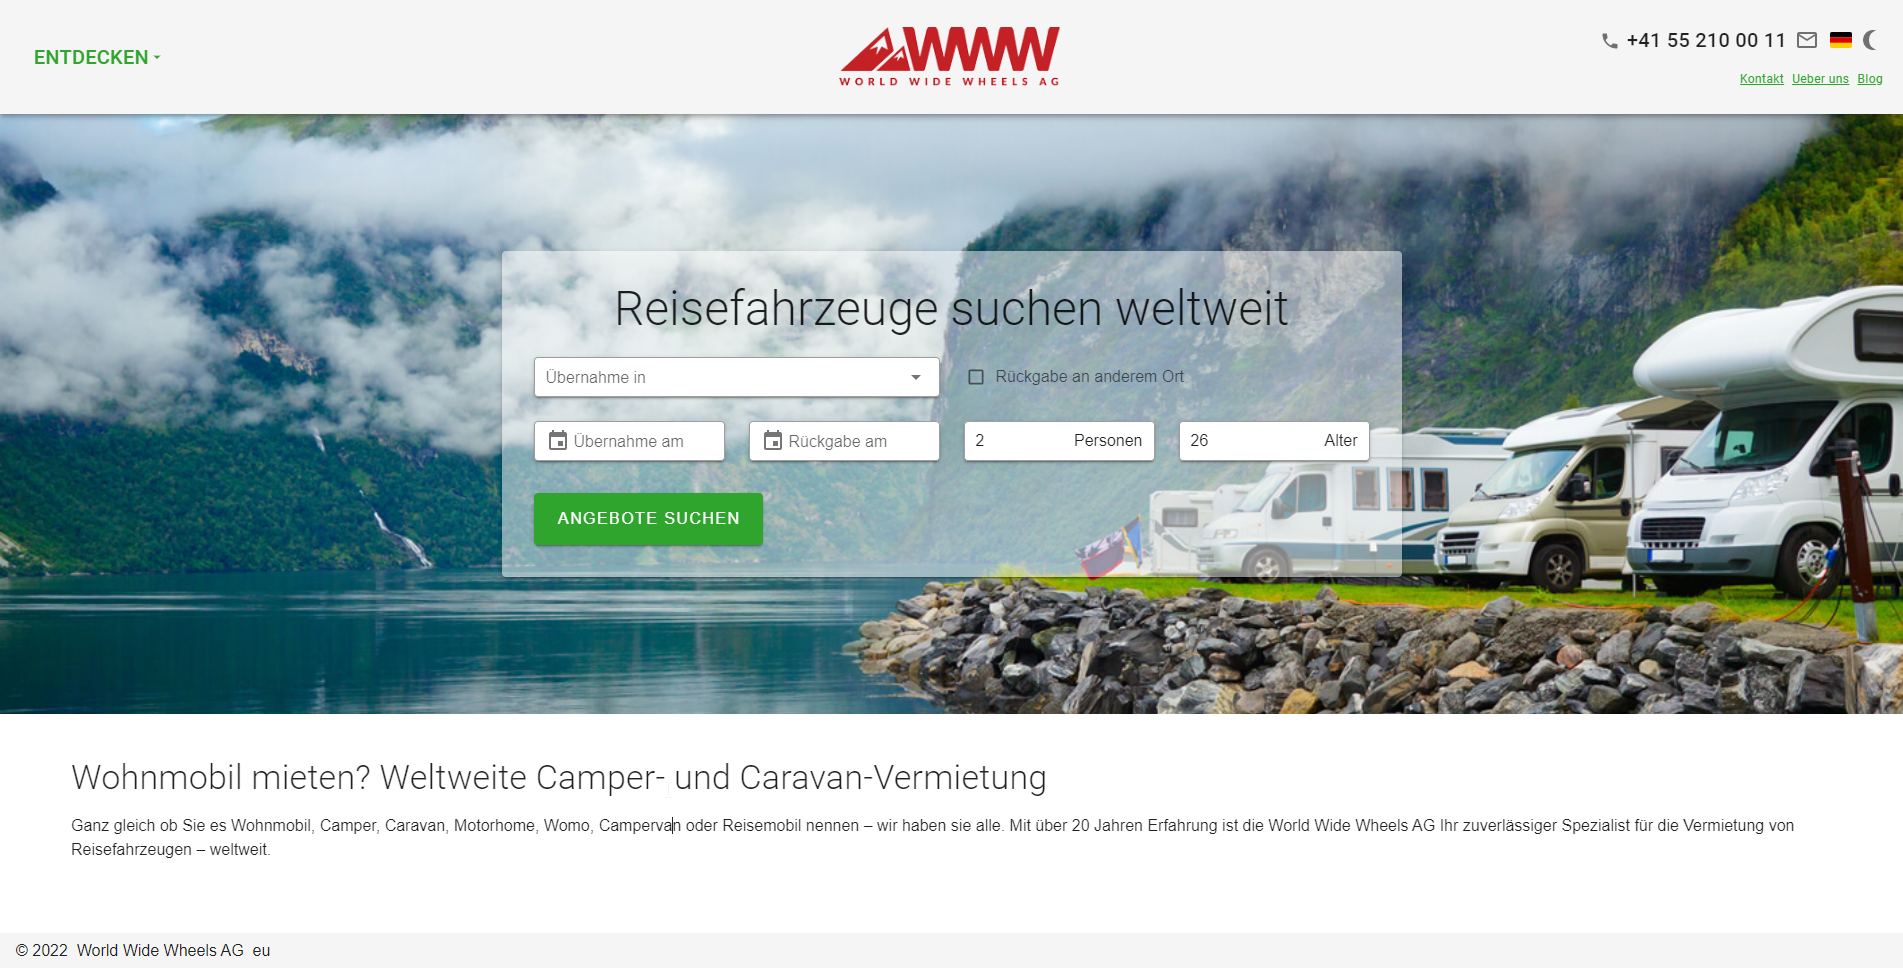 ENTDECKEN
WWW
WORLD WIDE WHEELS AG
+41 55 210 00 11
Kontakt Ueber uns Blog
Reisefahrzeuge suchen weltweit
Übernahme in
Rückgabe an anderem Ort
Übernahme am
Rückgabe am
2 Personen
26 Alter
ANGEBOTE SUCHEN
Wohnmobil mieten? Weltweite Camper- und Caravan-Vermietung
Ganz gleich ob Sie es Wohnmobil, Camper, Caravan, Motorhome, Womo, Campervan oder Reisemobil nennen – wir haben sie alle. Mit über 20 Jahren Erfahrung ist die World Wide Wheels AG Ihr zuverlässiger Spezialist für die Vermietung von
Reisefahrzeugen – weltweit.
© 2022 World Wide Wheels AG eu